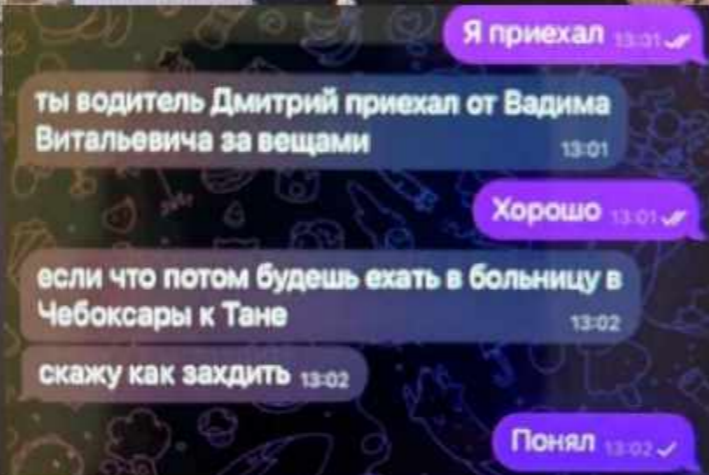 Я приехал 13:01
ты водитель Дмитрий приехал от Вадима
Витальевича за вещами 13:01
Хорошо 13:01
если что потом будешь ехать в больницу в
Чебоксары к Тане 13:02
скажу как захдить 13:02
Понял 13:02